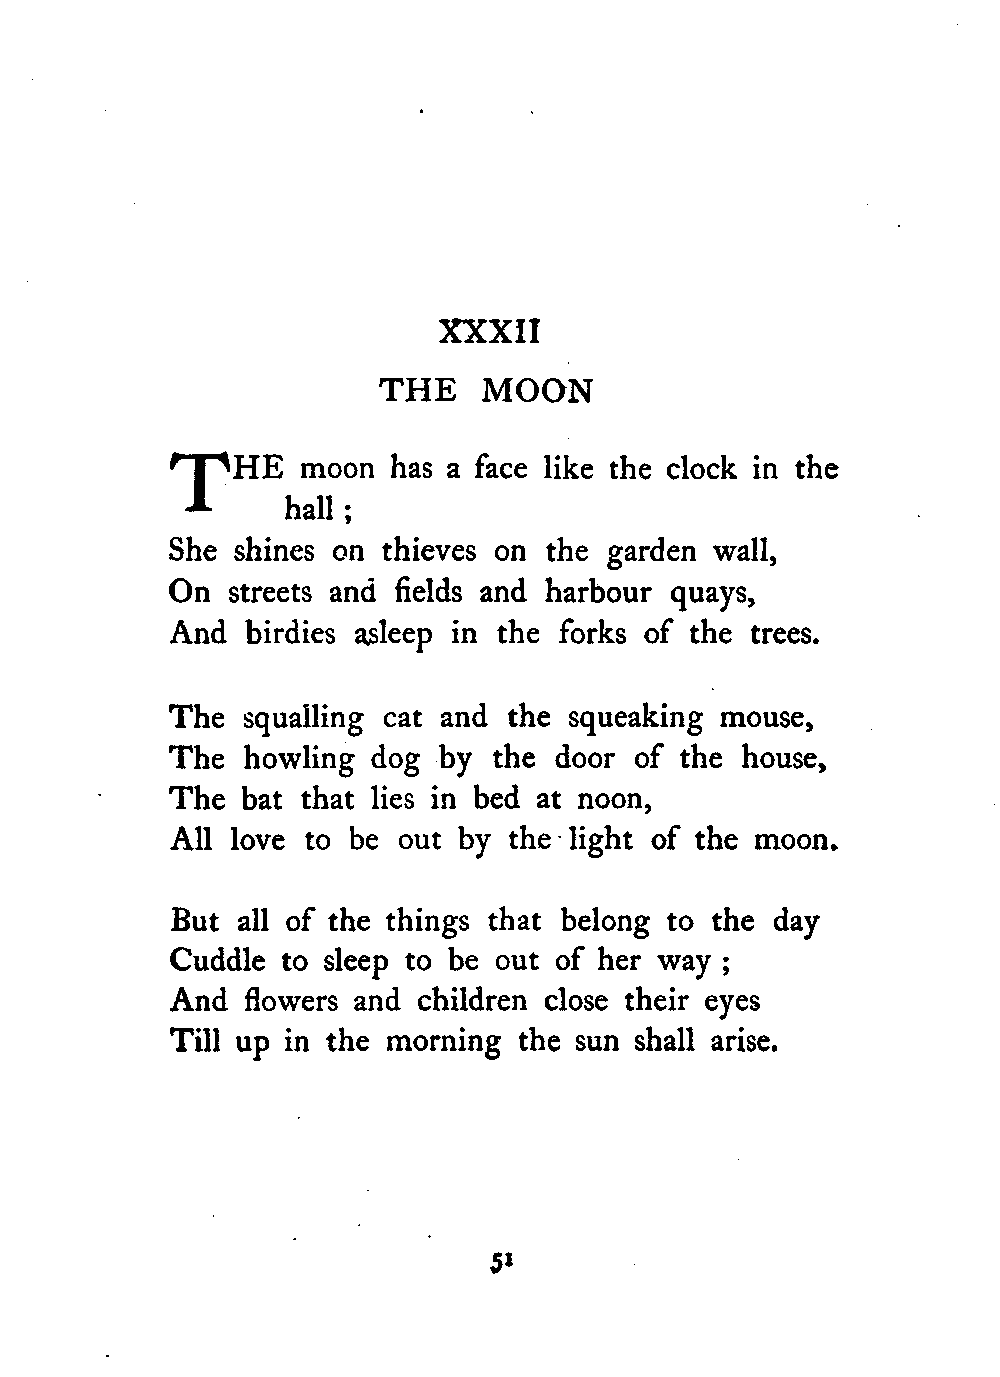 XXXII
THE MOON
THE moon has a face like the clock in the
hall ;
She shines on thieves on the garden wall,
On streets and fields and harbour quays,
And birdies asleep in the forks of the trees.
The squalling cat and the squeaking mouse,
The howling dog by the door of the house,
The bat that lies in bed at noon,
All love to be out by the light of the moon.
But all of the things that belong to the day
Cuddle to sleep to be out of her way ;
And flowers and children close their eyes
Till up in the morning the sun shall arise.
51